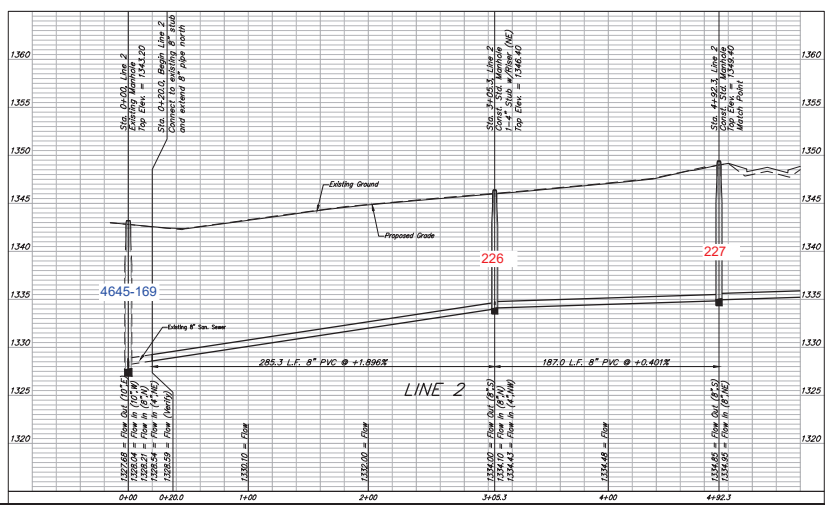 1360
1355
1350
1345
1340
1335
1330
1325
1320
Sta. 0+00, Line 2
Existing Manhole
Top Elev. = 1343.20
Sta. 0+20.0, Begin Line 2
Connect to existing 8" stub
and extend 8" pipe north
Sta. 3+05.3, Line 2
Const. Std. Manhole
1-4" Stub w/Riser (NE)
Top Elev. = 1346.40
Sta. 4+92.3, Line 2
Const. Std. Manhole
Top Elev. = 1349.40
Match Point
1360
1355
1350
1345
1340
1335
1330
1325
1320
Existing Ground
Proposed Grade
226
227
4645-169
Existing 8" San. Sewer
285.3 L.F. 8" PVC @ +1.896%
187.0 L.F. 8" PVC @ +0.401%
LINE 2
1327.68 = Flow Out (10",E)
1328.04 = Flow In (10",W)
1328.21 = Flow In (8",N)
1328.54 = Flow In (4",NE)
1328.59 = Flow (Verify)
1330.10 = Flow
1332.00 = Flow
1334.00 = Flow Out (8",S)
1334.10 = Flow In (8",N)
1334.43 = Flow In (4",NW)
1334.48 = Flow
1334.85 = Flow Out (8",S)
1334.95 = Flow In (8",NE)
0+00
0+20.0
1+00
2+00
3+05.3
4+00
4+92.3